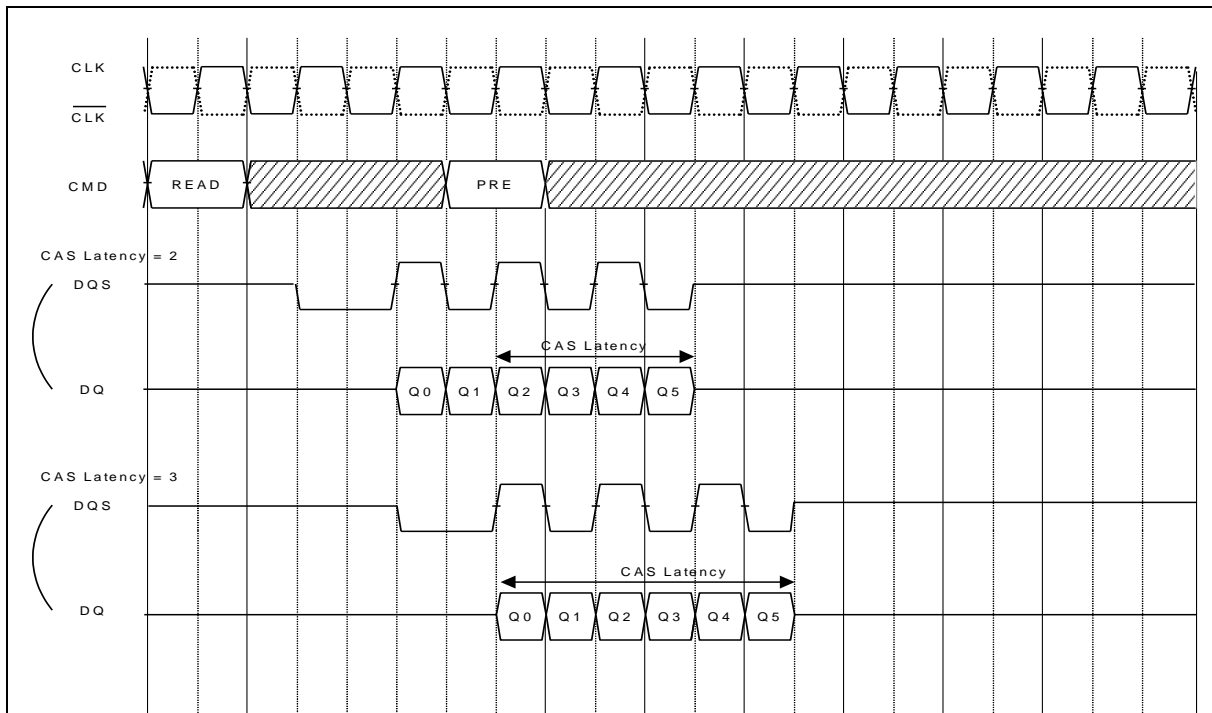 CLK
CLK
CMD READ PRE
CAS Latency = 2
DQS
CAS Latency
DQ Q0 Q1 Q2 Q3 Q4 Q5
CAS Latency = 3
DQS
CAS Latency
DQ Q0 Q1 Q2 Q3 Q4 Q5